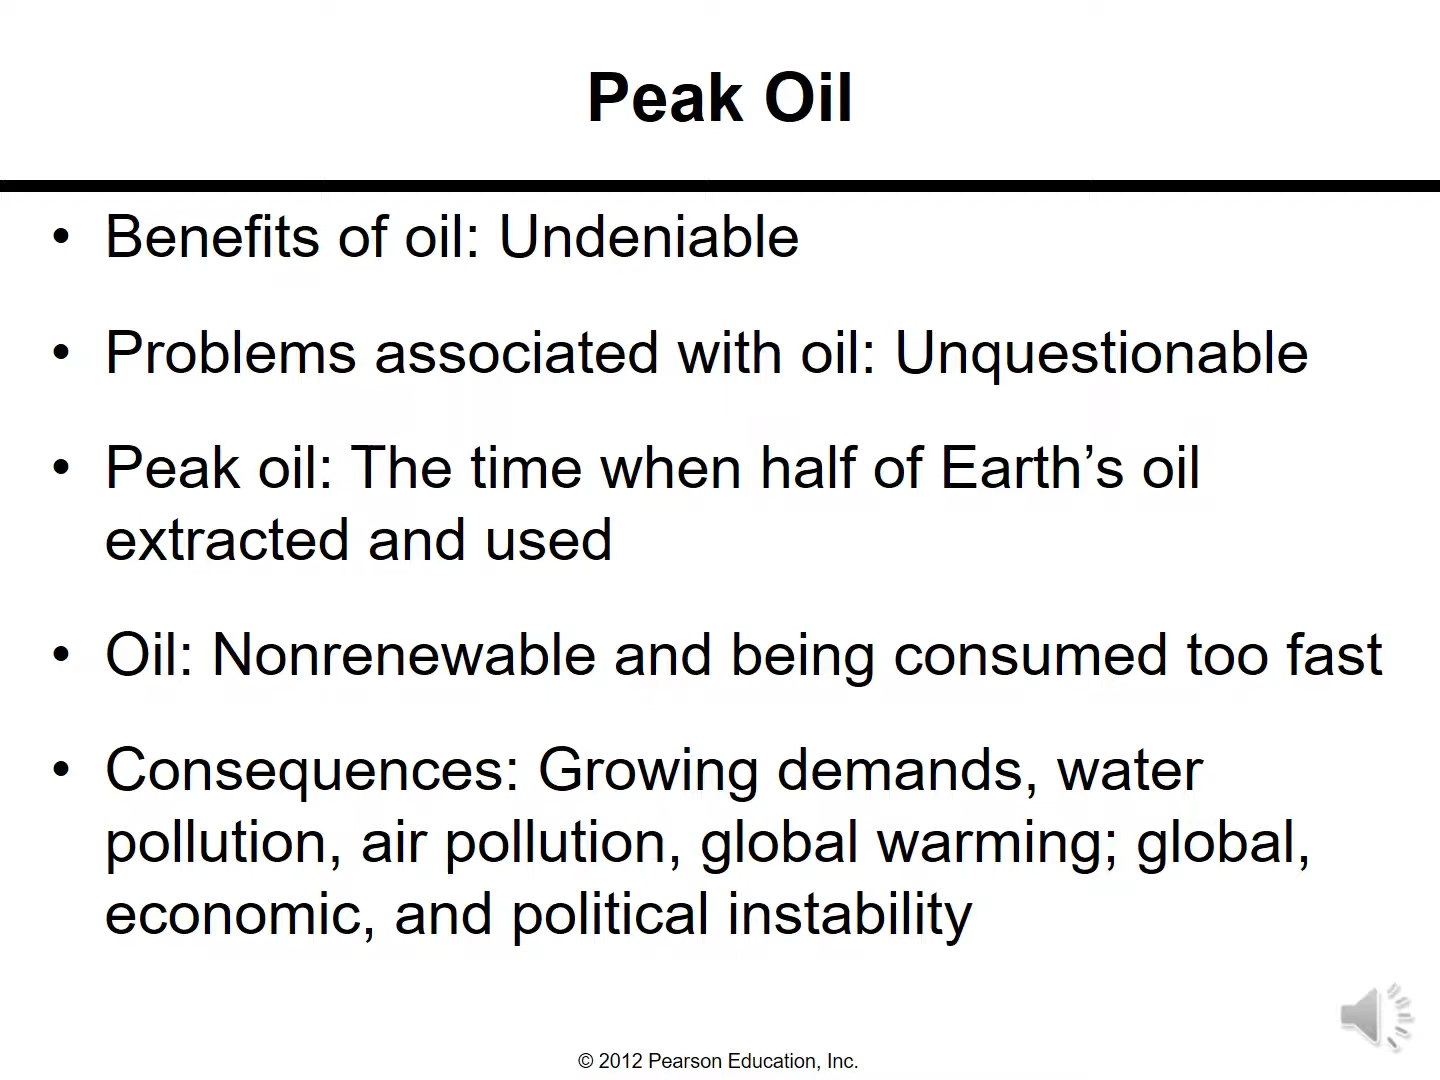 Peak Oil
• Benefits of oil: Undeniable
• Problems associated with oil: Unquestionable
• Peak oil: The time when half of Earth’s oil
extracted and used
• Oil: Nonrenewable and being consumed too fast
• Consequences: Growing demands, water
pollution, air pollution, global warming; global,
economic, and political instability
© 2012 Pearson Education, Inc.